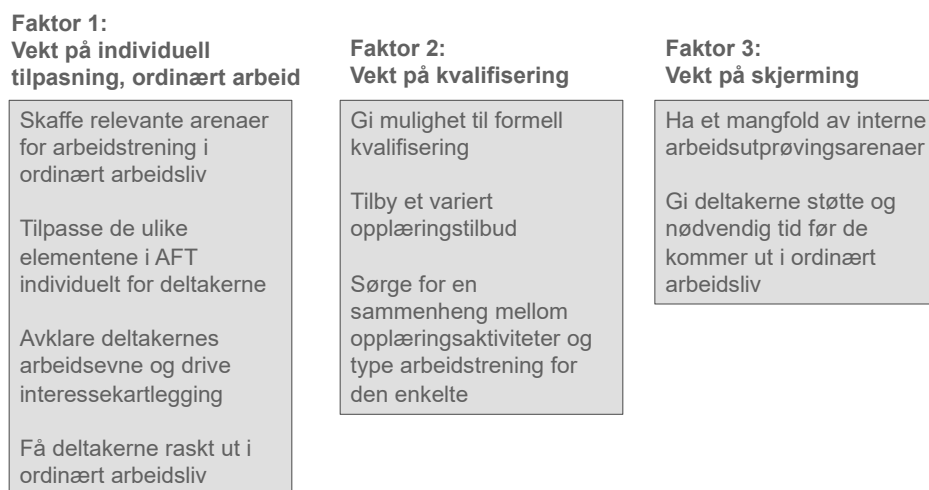 Faktor 1:
Vekt på individuell
tilpasning, ordinært arbeid
Skaffe relevante arenaer
for arbeidstrening i
ordinært arbeidsliv
Tilpasse de ulike
elementene i AFT
individuelt for deltakerne
Avklare deltakernes
arbeidsevne og drive
interessekartlegging
Få deltakerne raskt ut i
ordinært arbeidsliv
Faktor 2:
Vekt på kvalifisering
Gi mulighet til formell
kvalifisering
Tilby et variert
opplæringstilbud
Sørge for en
sammenheng mellom
opplæringsaktiviteter og
type arbeidstrening for
den enkelte
Faktor 3:
Vekt på skjerming
Ha et mangfold av interne
arbeidsutprøvingsarenaer
Gi deltakerne støtte og
nødvendig tid før de
kommer ut i ordinært
arbeidsliv